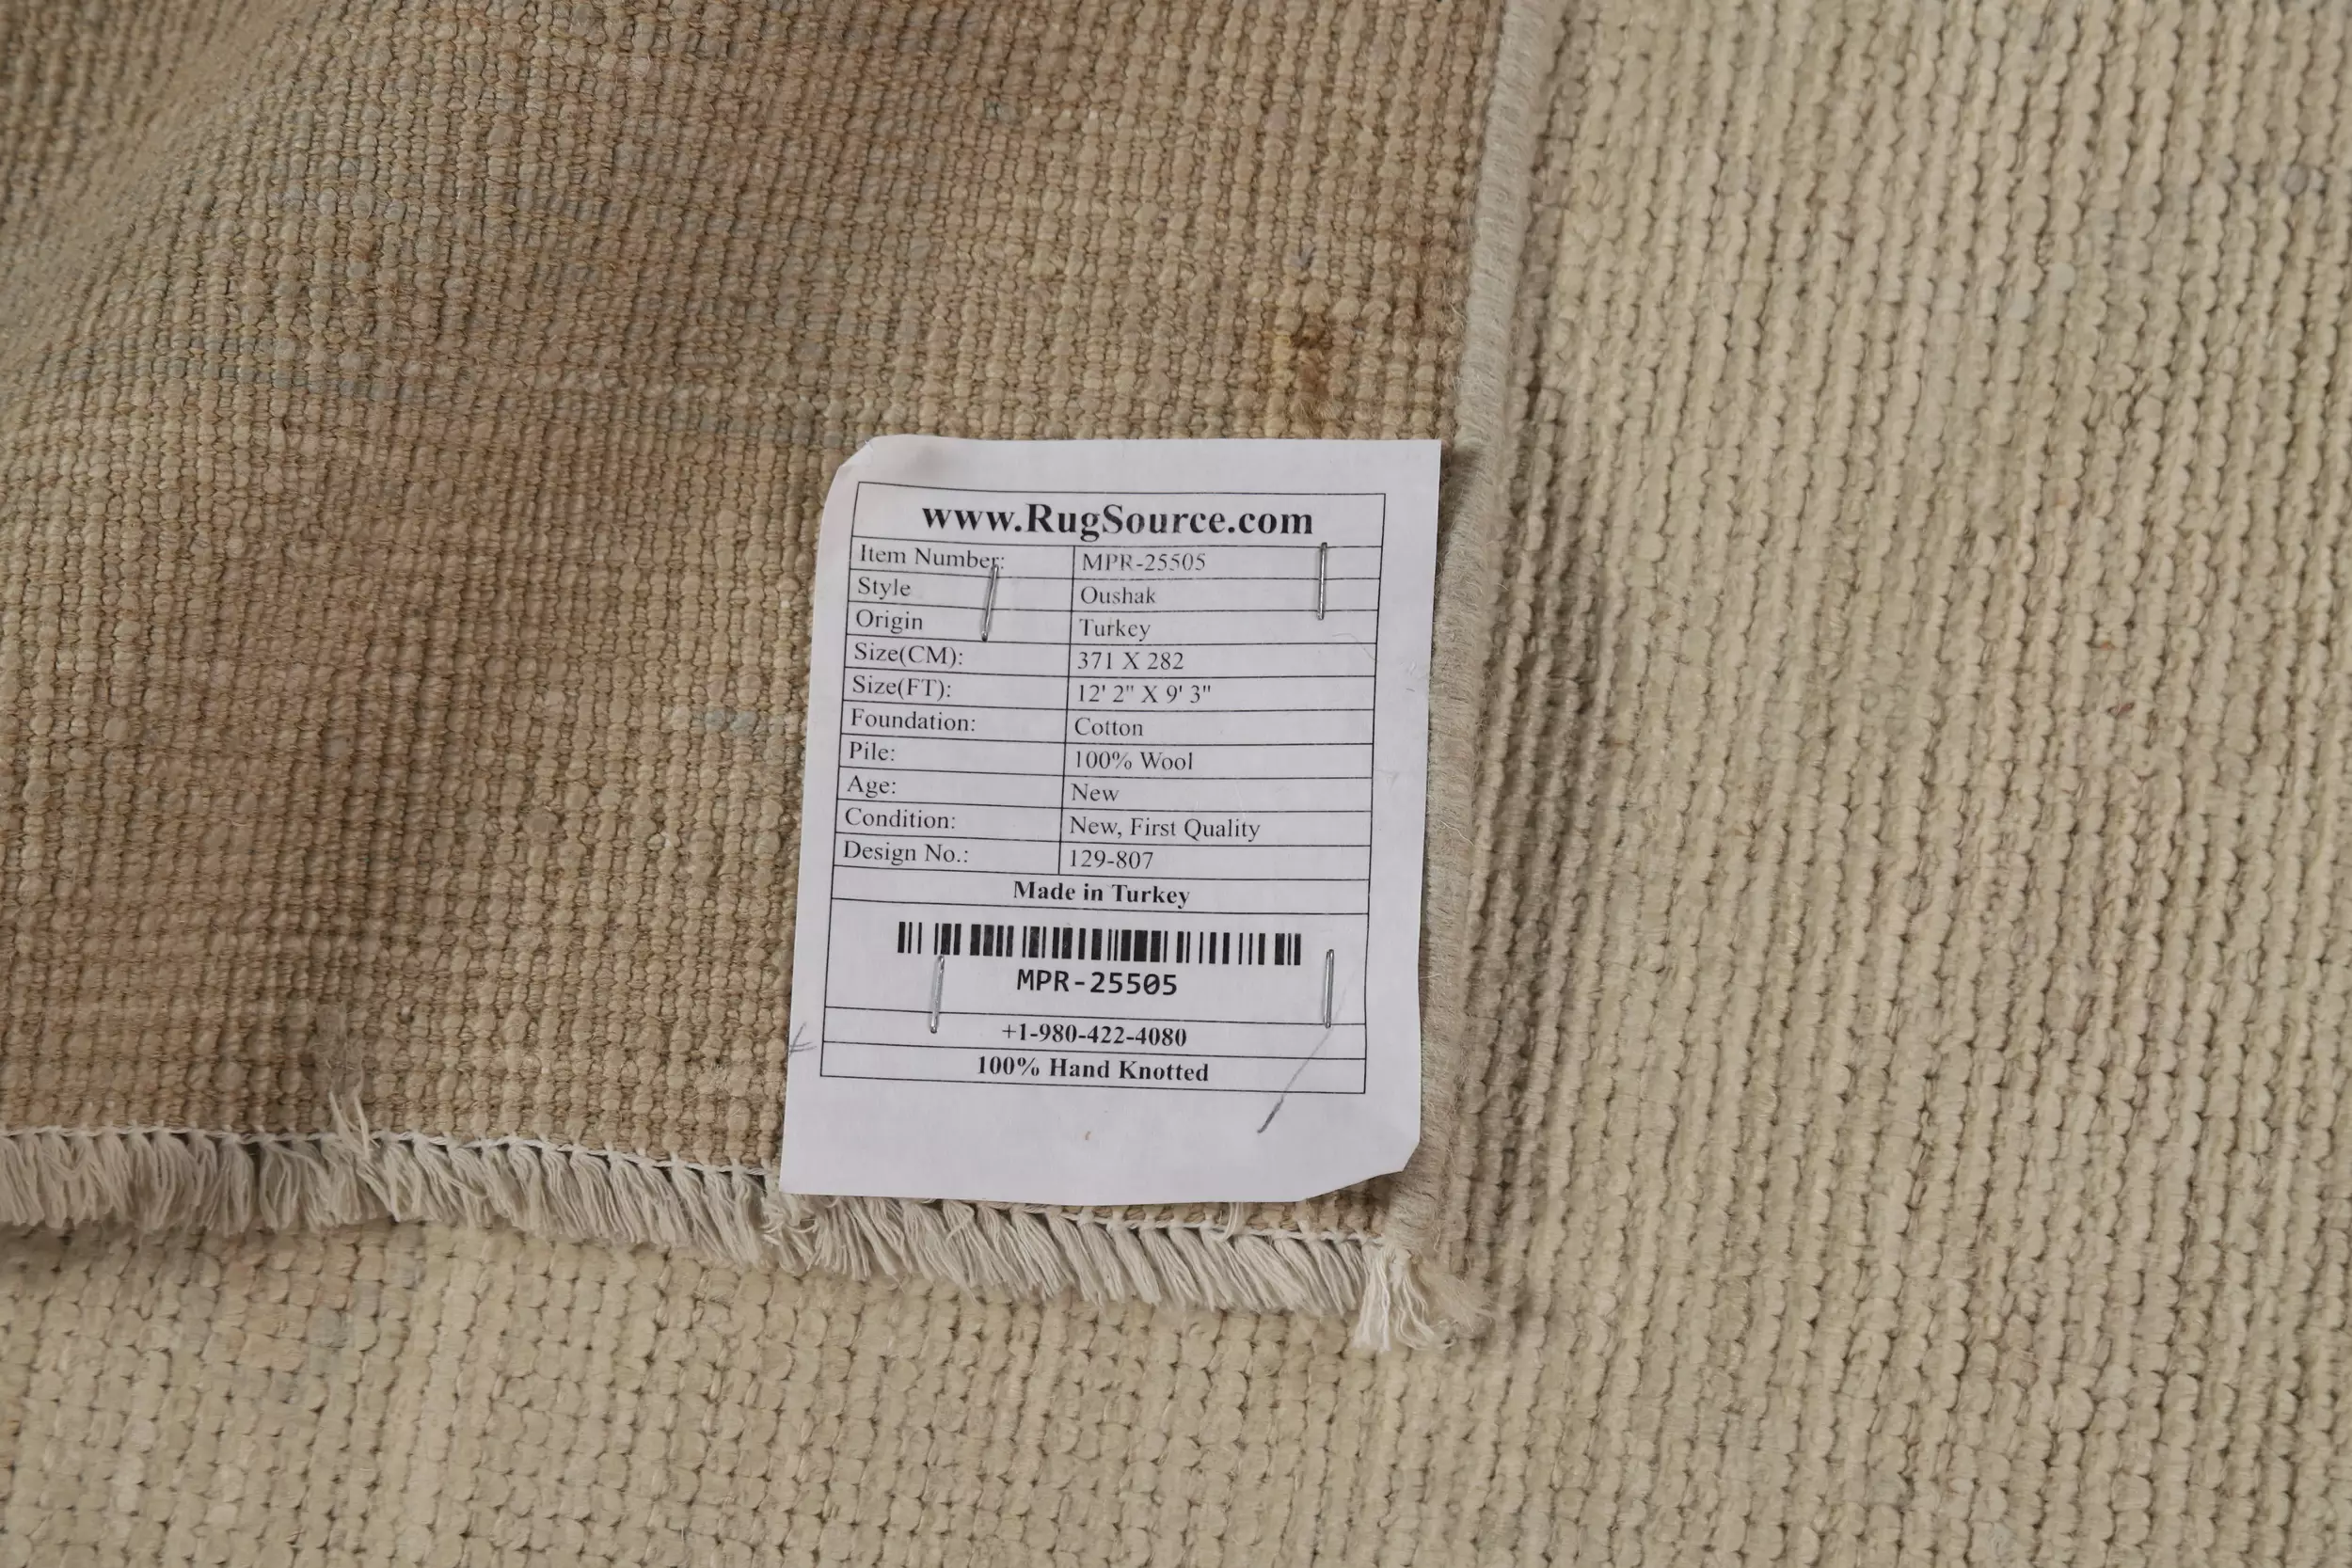 www.RugSource.com
Item Number: MPR-25505
Style Oushak
Origin Turkey
Size(CM): 371 X 282
Size(FT): 12' 2" X 9' 3"
Foundation: Cotton
Pile: 100% Wool
Age: New
Condition: New, First Quality
Design No.: 129-807
Made in Turkey
MPR-25505
+1-980-422-4080
100% Hand Knotted